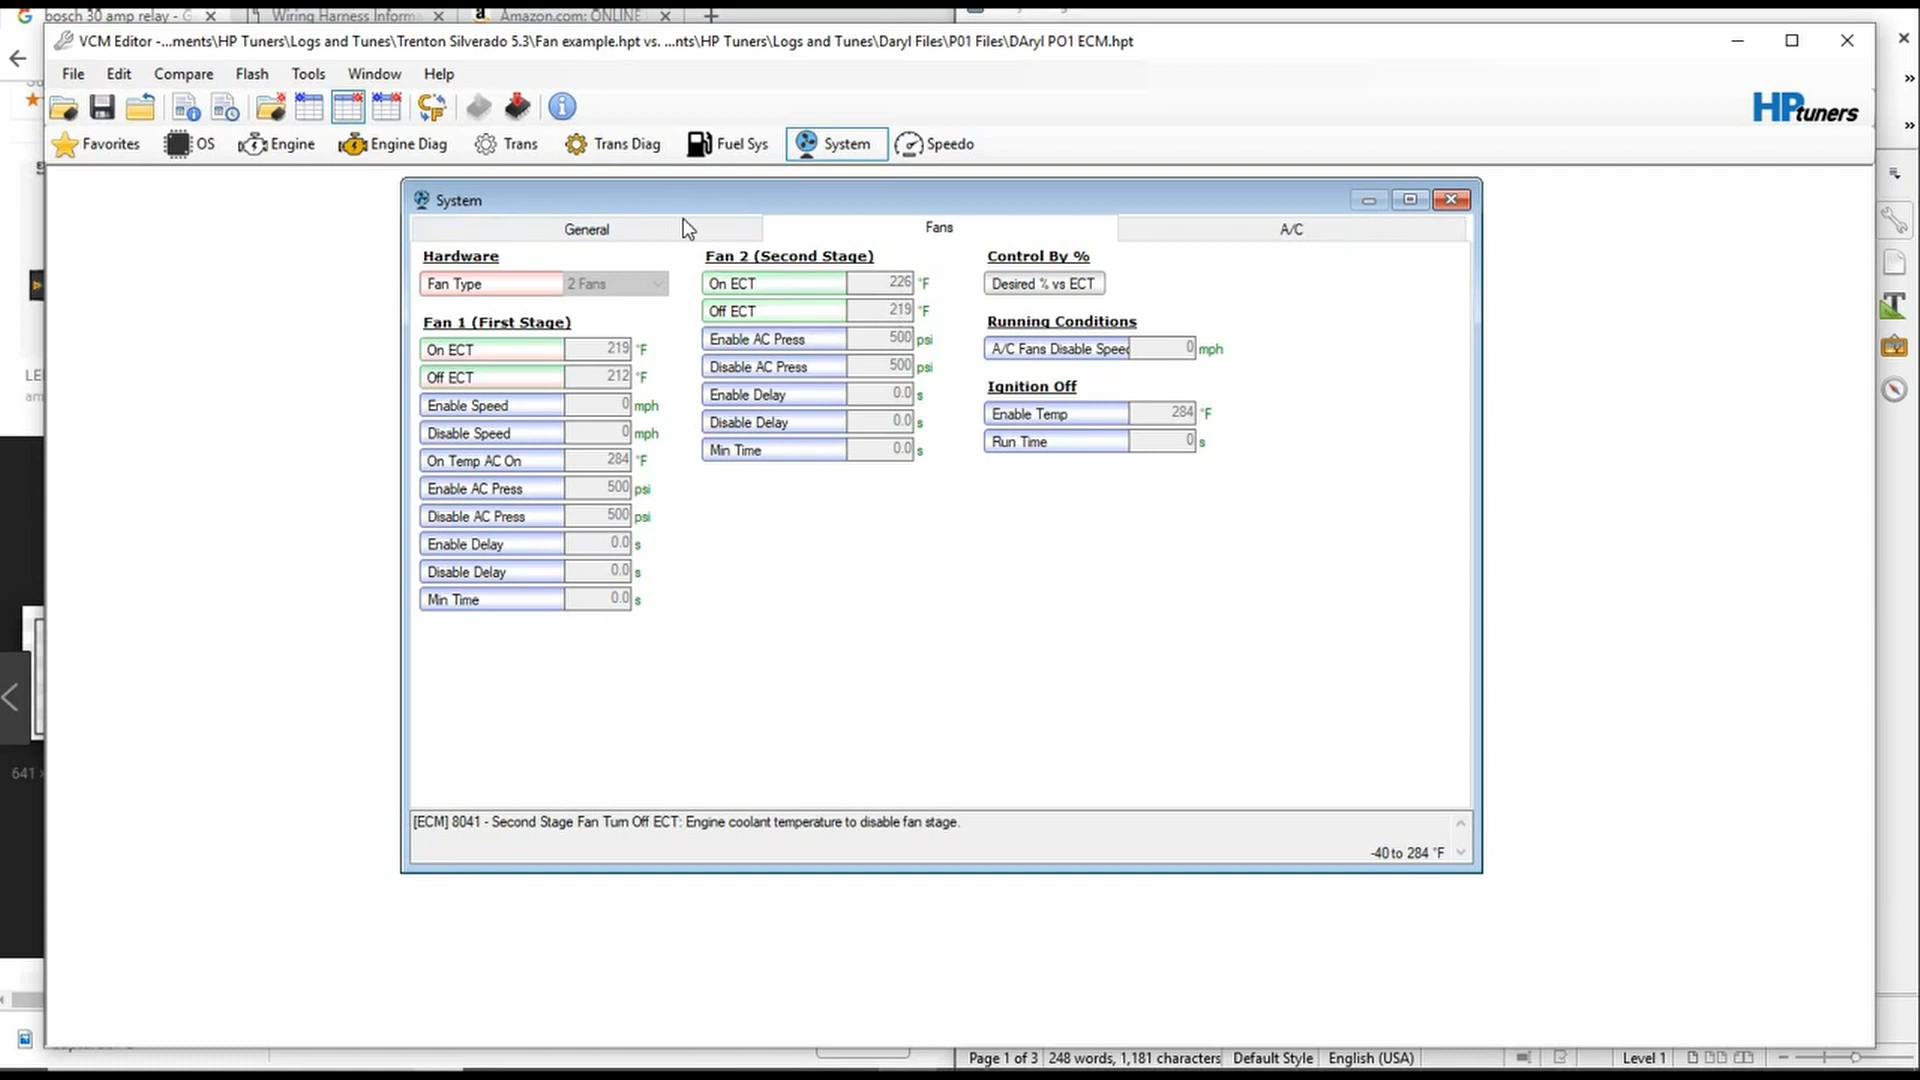 bosch 30 amp relay - G
Wiring Harness Inform
Amazon.com: ONLINE
VCM Editor -...ments\HP Tuners\Logs and Tunes\Trenton Silverado 5.3\Fan example.hpt vs. ...nts\HP Tuners\Logs and Tunes\Daryl Files\P01 Files\DAryl PO1 ECM.hpt
File Edit Compare Flash Tools Window Help
HPtuners
Favorites OS Engine Engine Diag Trans Trans Diag Fuel Sys System Speedo
System
General Fans A/C
Hardware
Fan Type 2 Fans
Fan 1 (First Stage)
On ECT 219 °F
Off ECT 212 °F
Enable Speed 0 mph
Disable Speed 0 mph
On Temp AC On 284 °F
Enable AC Press 500 psi
Disable AC Press 500 psi
Enable Delay 0.0 s
Disable Delay 0.0 s
Min Time 0.0 s
Fan 2 (Second Stage)
On ECT 226 °F
Off ECT 219 °F
Enable AC Press 500 psi
Disable AC Press 500 psi
Enable Delay 0.0 s
Disable Delay 0.0 s
Min Time 0.0 s
Control By %
Desired % vs ECT
Running Conditions
A/C Fans Disable Speed 0 mph
Ignition Off
Enable Temp 284 °F
Run Time 0 s
[ECM] 8041 - Second Stage Fan Turn Off ECT: Engine coolant temperature to disable fan stage.
-40 to 284 °F
LE
am
641
Page 1 of 3 248 words, 1,181 characters Default Style English (USA) Level 1